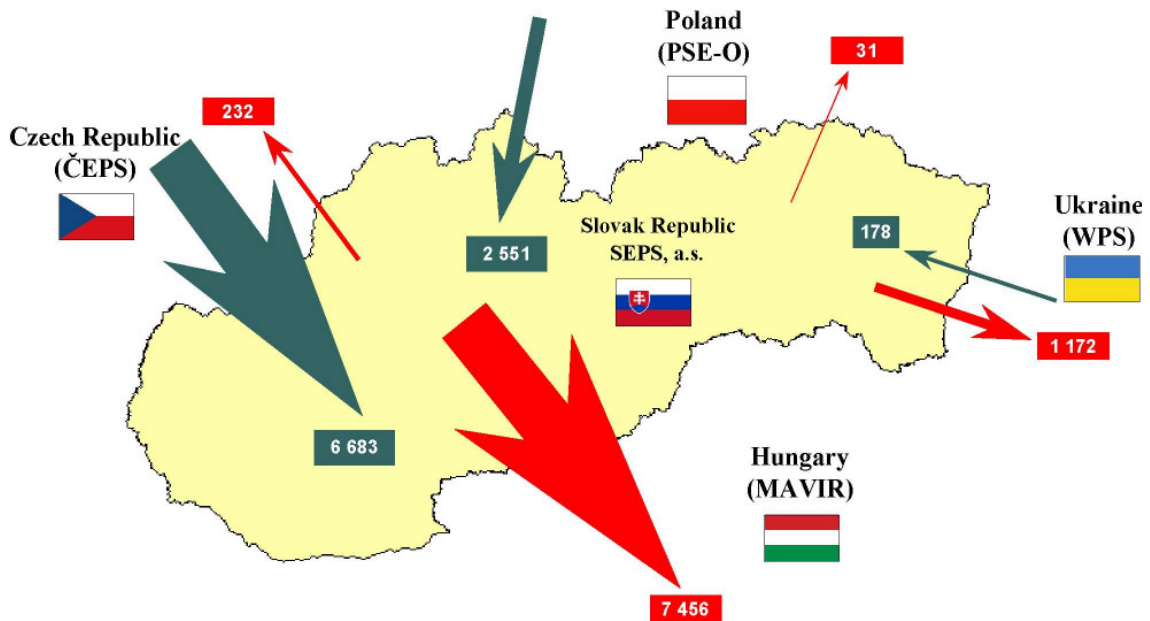 Poland
(PSE-O)
31
232
Czech Republic
(ČEPS)
Ukraine
(WPS)
178
Slovak Republic
SEPS, a.s.
2 551
1 172
6 683
Hungary
(MAVIR)
7 456